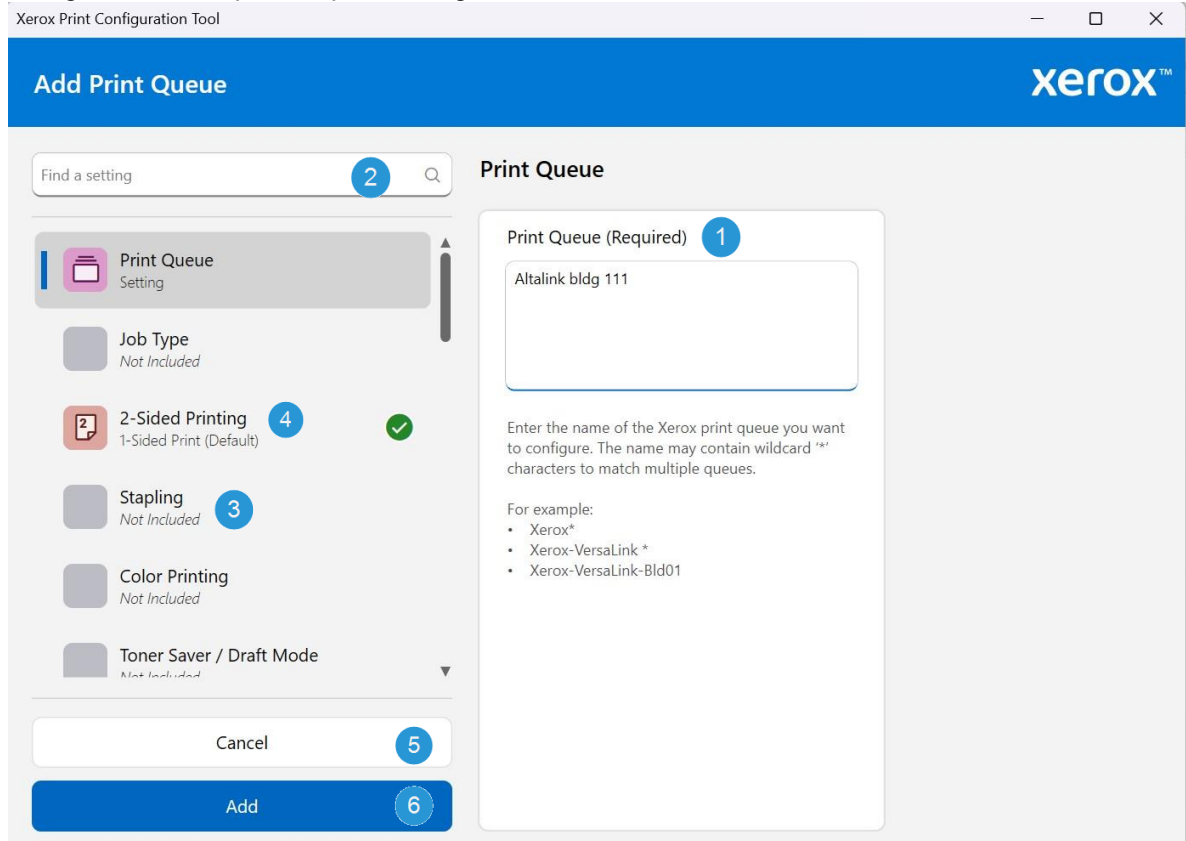 Xerox Print Configuration Tool
Add Print Queue
xerox™
Find a setting
2
Print Queue
Setting
Job Type
Not Included
2
2-Sided Printing
4
1-Sided Print (Default)
Stapling
3
Not Included
Color Printing
Not Included
Toner Saver / Draft Mode
Not Included
Cancel
5
Add
6
Print Queue
Print Queue (Required)
1
Altalink bldg 111
Enter the name of the Xerox print queue you want
to configure. The name may contain wildcard ‘*’
characters to match multiple queues.
For example:
• Xerox*
• Xerox-VersaLink *
• Xerox-VersaLink-Bld01